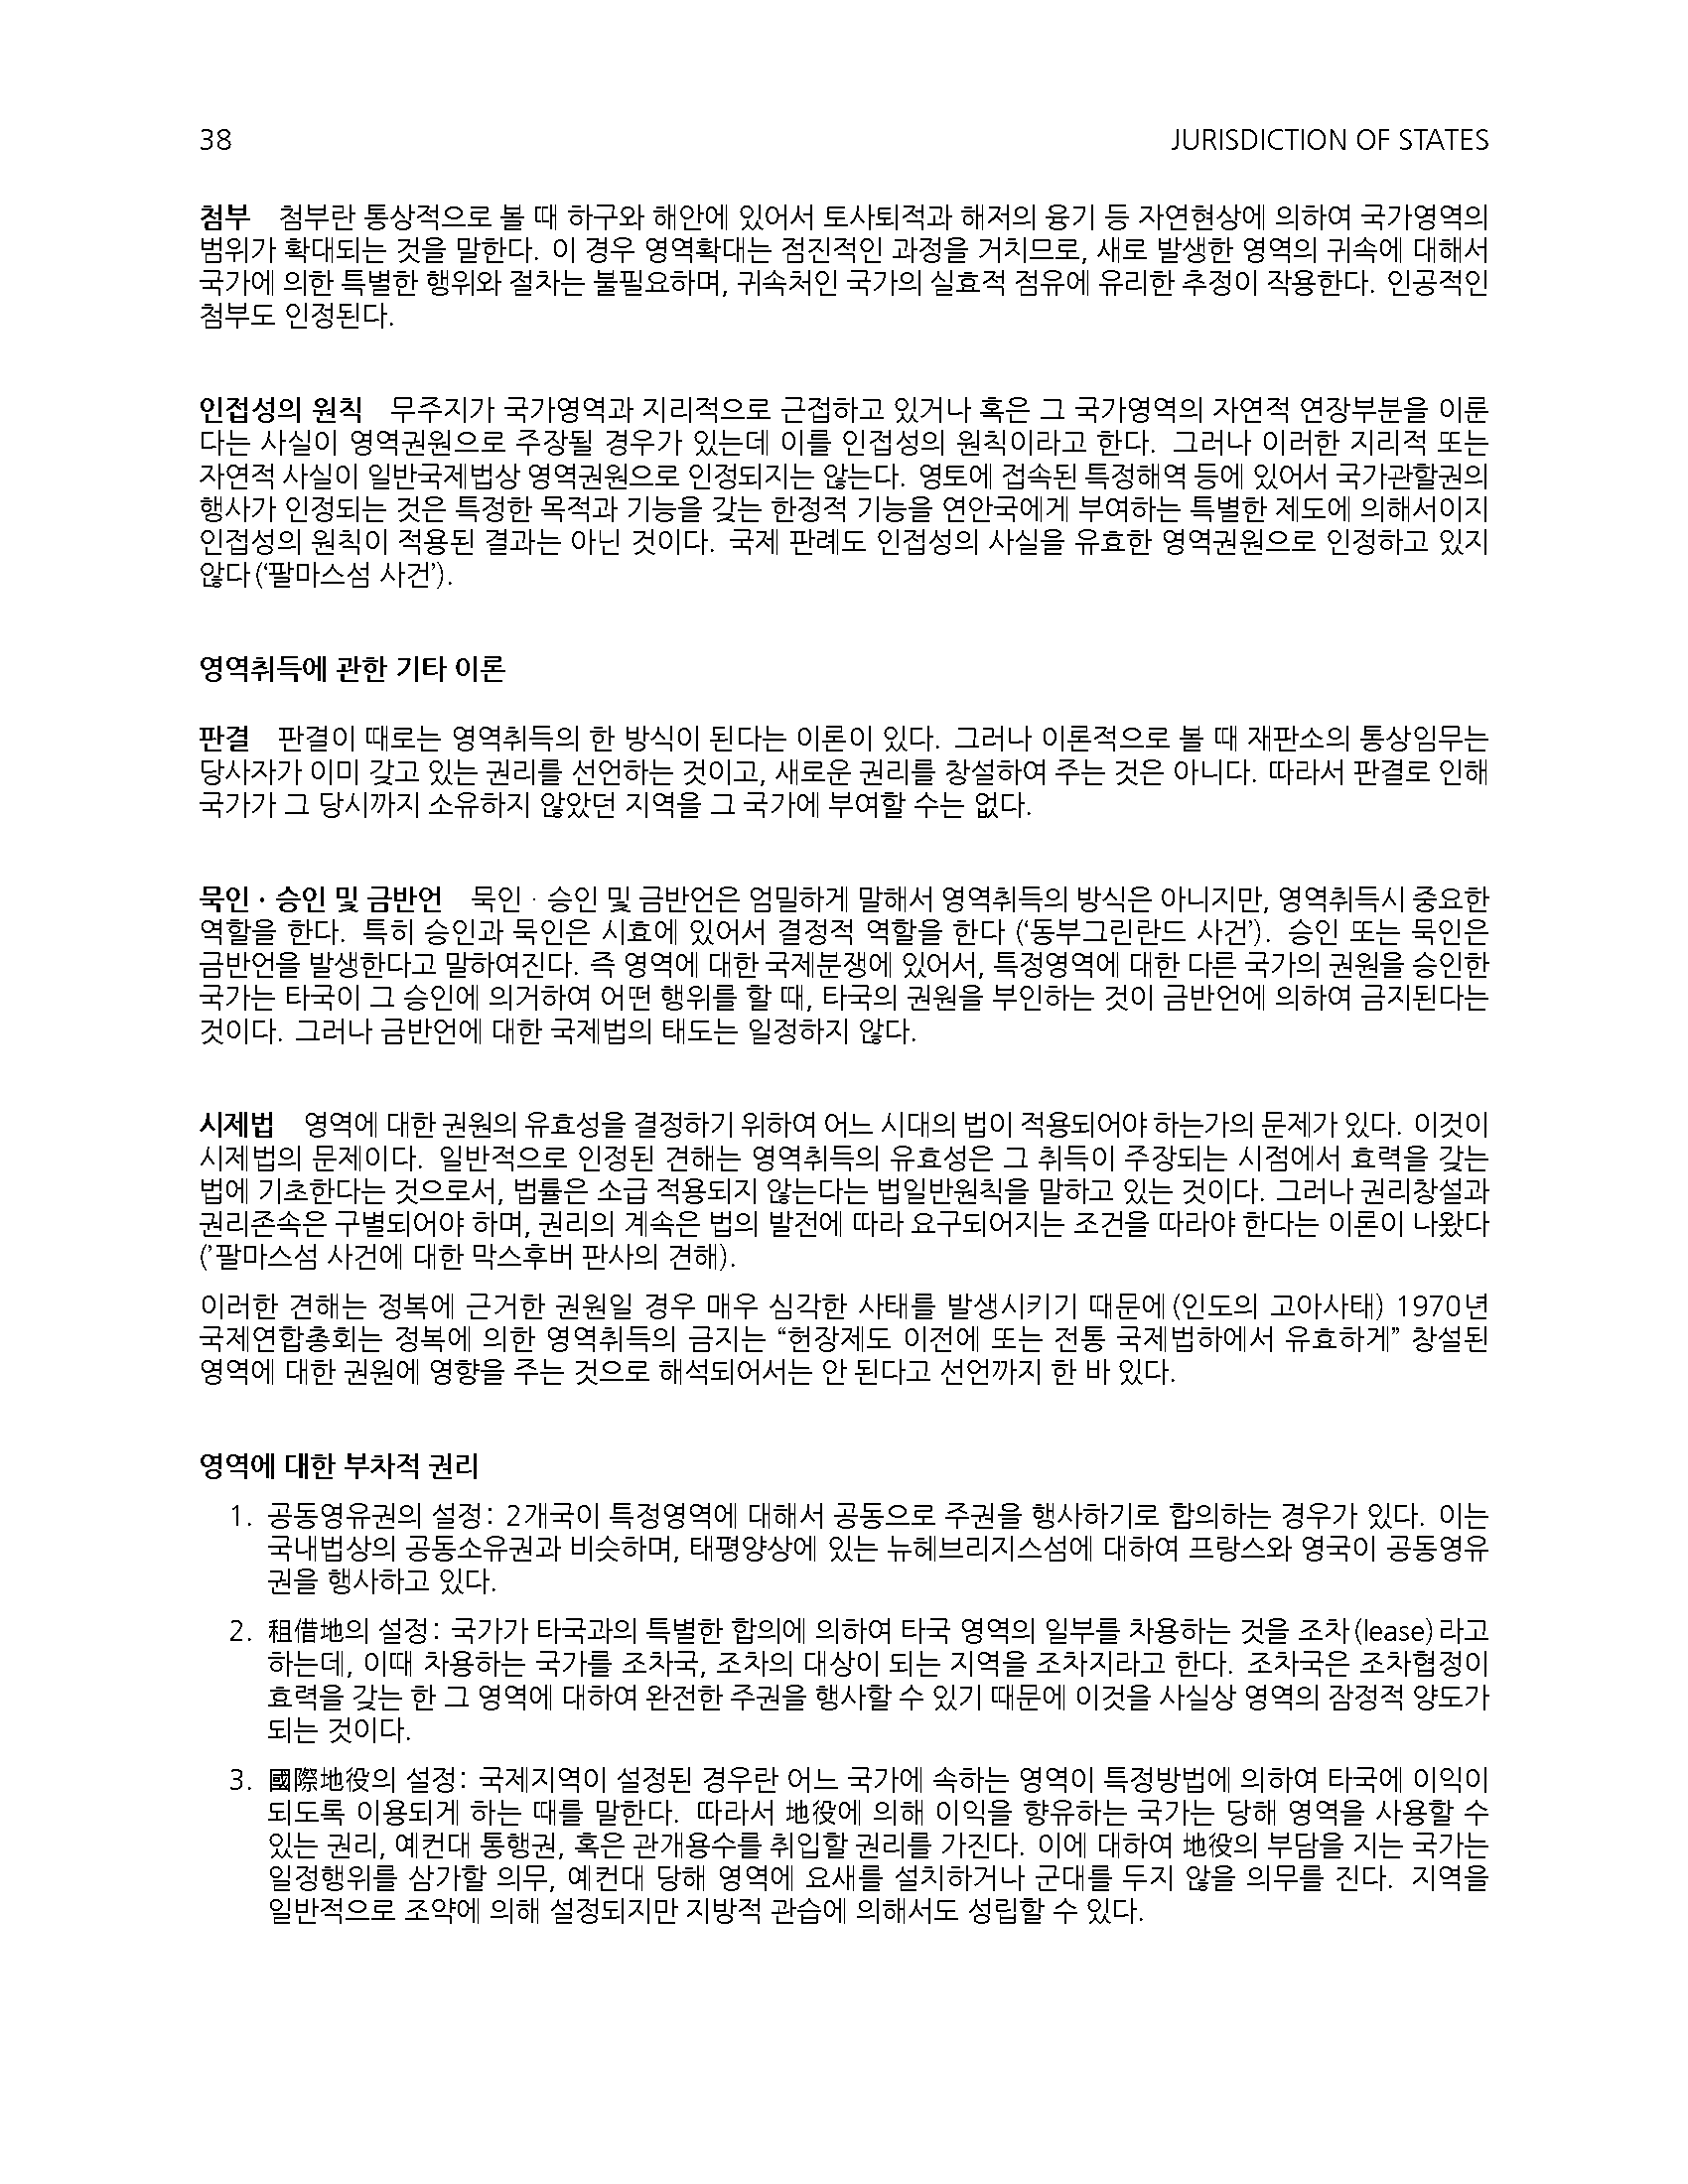 38 JURISDICTION OF STATES
첨부 첨부란 통상적으로 볼 때 하구와 해안에 있어서 토사퇴적과 해저의 융기 등 자연현상에 의하여 국가영역의
범위가 확대되는 것을 말한다. 이 경우 영역확대는 점진적인 과정을 거치므로, 새로 발생한 영역의 귀속에 대해서
국가에 의한 특별한 행위와 절차는 불필요하며, 귀속처인 국가의 실효적 점유에 유리한 추정이 작용한다. 인공적인
첨부도 인정된다.
인접성의 원칙 무주지가 국가영역과 지리적으로 근접하고 있거나 혹은 그 국가영역의 자연적 연장부분을 이룬
다는 사실이 영역권원으로 주장될 경우가 있는데 이를 인접성의 원칙이라고 한다. 그러나 이러한 지리적 또는
자연적 사실이 일반국제법상 영역권원으로 인정되지는 않는다. 영토에 접속된 특정해역 등에 있어서 국가관할권의
행사가 인정되는 것은 특정한 목적과 기능을 갖는 한정적 기능을 연안국에게 부여하는 특별한 제도에 의해서이지
인접성의 원칙이 적용된 결과는 아닌 것이다. 국제 판례도 인접성의 사실을 유효한 영역권원으로 인정하고 있지
않다(‘팔마스섬 사건’).
영역취득에 관한 기타 이론
판결 판결이 때로는 영역취득의 한 방식이 된다는 이론이 있다. 그러나 이론적으로 볼 때 재판소의 통상임무는
당사자가 이미 갖고 있는 권리를 선언하는 것이고, 새로운 권리를 창설하여 주는 것은 아니다. 따라서 판결로 인해
국가가 그 당시까지 소유하지 않았던 지역을 그 국가에 부여할 수는 없다.
묵인 · 승인 및 금반언 묵인 · 승인 및 금반언은 엄밀하게 말해서 영역취득의 방식은 아니지만, 영역취득시 중요한
역할을 한다. 특히 승인과 묵인은 시효에 있어서 결정적 역할을 한다 (‘동부그린란드 사건’). 승인 또는 묵인은
금반언을 발생한다고 말하여진다. 즉 영역에 대한 국제분쟁에 있어서, 특정영역에 대한 다른 국가의 권원을 승인한
국가는 타국이 그 승인에 의거하여 어떤 행위를 할 때, 타국의 권원을 부인하는 것이 금반언에 의하여 금지된다는
것이다. 그러나 금반언에 대한 국제법의 태도는 일정하지 않다.
시제법 영역에 대한 권원의 유효성을 결정하기 위하여 어느 시대의 법이 적용되어야 하는가의 문제가 있다. 이것이
시제법의 문제이다. 일반적으로 인정된 견해는 영역취득의 유효성은 그 취득이 주장되는 시점에서 효력을 갖는
법에 기초한다는 것으로서, 법률은 소급 적용되지 않는다는 법일반원칙을 말하고 있는 것이다. 그러나 권리창설과
권리존속은 구별되어야 하며, 권리의 계속은 법의 발전에 따라 요구되어지는 조건을 따라야 한다는 이론이 나왔다
(’팔마스섬 사건에 대한 막스후버 판사의 견해).
이러한 견해는 정복에 근거한 권원일 경우 매우 심각한 사태를 발생시키기 때문에(인도의 고아사태) 1970년
국제연합총회는 정복에 의한 영역취득의 금지는 “헌장제도 이전에 또는 전통 국제법하에서 유효하게” 창설된
영역에 대한 권원에 영향을 주는 것으로 해석되어서는 안 된다고 선언까지 한 바 있다.
영역에 대한 부차적 권리
1. 공동영유권의 설정: 2개국이 특정영역에 대해서 공동으로 주권을 행사하기로 합의하는 경우가 있다. 이는
국내법상의 공동소유권과 비슷하며, 태평양상에 있는 뉴헤브리지스섬에 대하여 프랑스와 영국이 공동영유
권을 행사하고 있다.
2. 租借地의 설정: 국가가 타국과의 특별한 합의에 의하여 타국 영역의 일부를 차용하는 것을 조차(lease)라고
하는데, 이때 차용하는 국가를 조차국, 조차의 대상이 되는 지역을 조차지라고 한다. 조차국은 조차협정이
효력을 갖는 한 그 영역에 대하여 완전한 주권을 행사할 수 있기 때문에 이것을 사실상 영역의 잠정적 양도가
되는 것이다.
3. 國際地役의 설정: 국제지역이 설정된 경우란 어느 국가에 속하는 영역이 특정방법에 의하여 타국에 이익이
되도록 이용되게 하는 때를 말한다. 따라서 地役에 의해 이익을 향유하는 국가는 당해 영역을 사용할 수
있는 권리, 예컨대 통행권, 혹은 관개용수를 취입할 권리를 가진다. 이에 대하여 地役의 부담을 지는 국가는
일정행위를 삼가할 의무, 예컨대 당해 영역에 요새를 설치하거나 군대를 두지 않을 의무를 진다. 지역을
일반적으로 조약에 의해 설정되지만 지방적 관습에 의해서도 성립할 수 있다.